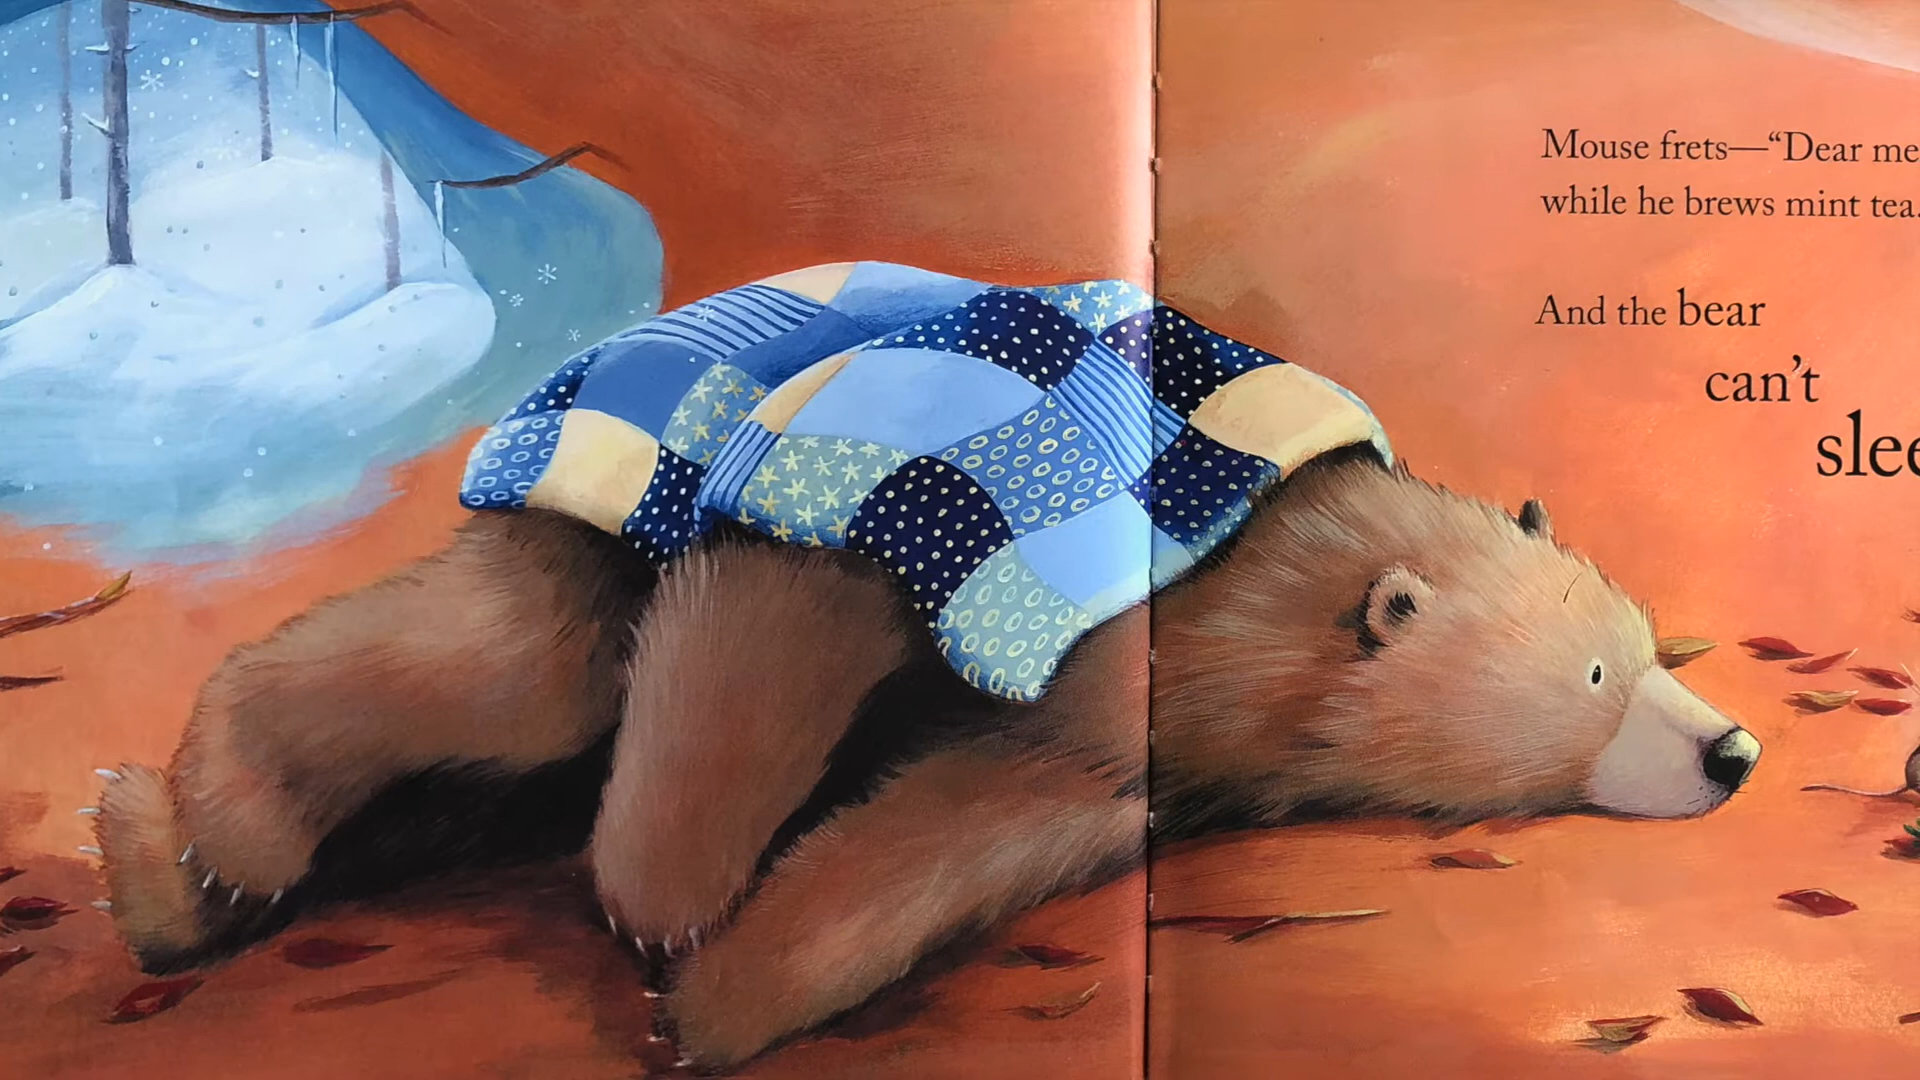 Mouse frets—“Dear me
while he brews mint tea.
And the bear
can’t
slee